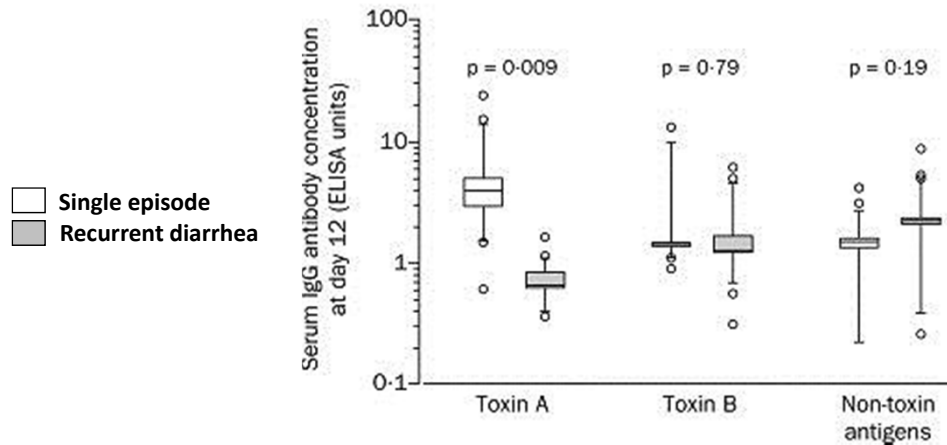 100
p = 0·009
p = 0·79
p = 0·19
10
1
0·1
Serum IgG antibody concentration
at day 12 (ELISA units)
Single episode
Recurrent diarrhea
Toxin A
Toxin B
Non-toxin
antigens